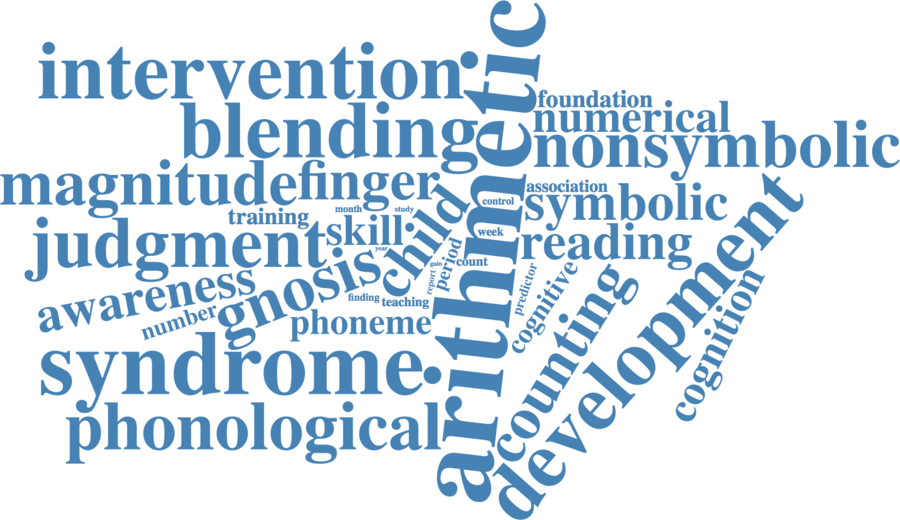 intervention
arithmetic
foundation
blending
numerical
nonsymbolic
magnitude
finger
association
month
study
child
control
symbolic
training
judgment
skill
week
reading
development
year
gnosis
period
count
gain
awareness
report
predictor
cognitive
finding
teaching
number
phoneme
counting
cognition
syndrome
phonological